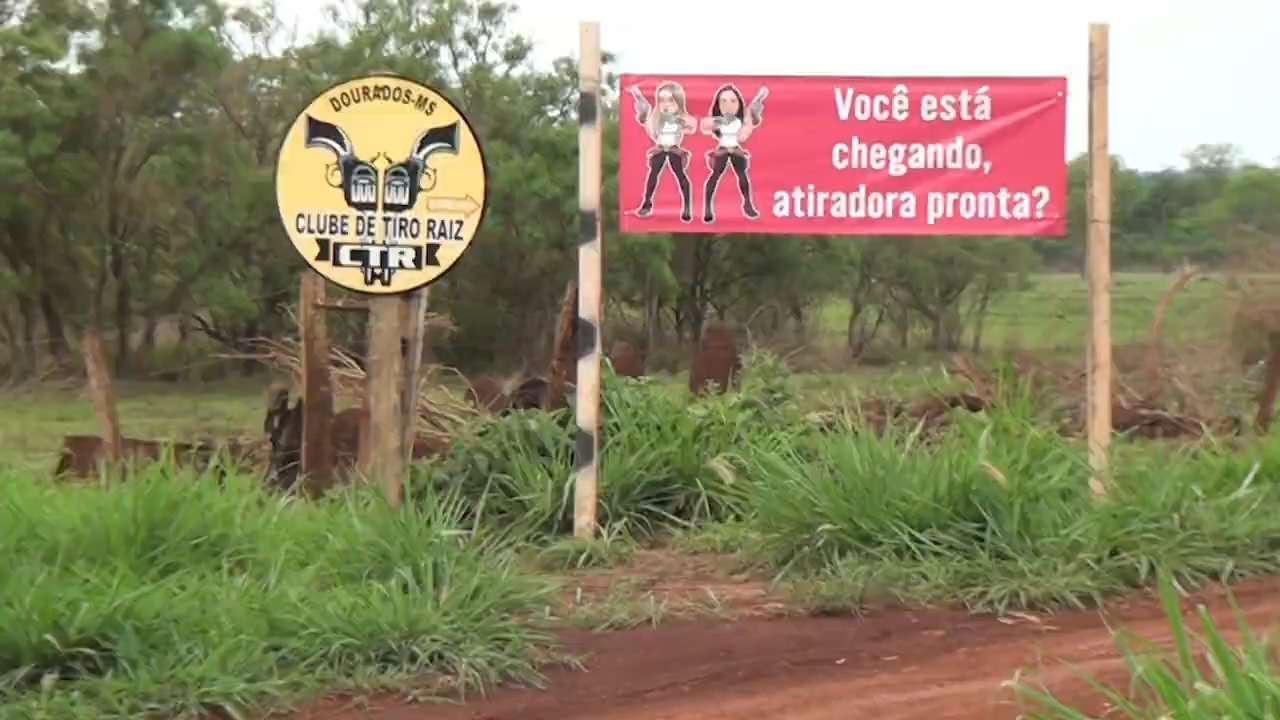 DOURADOS-MS
CLUBE DE TIRO RAIZ
CTR
Você está
chegando,
atiradora pronta?